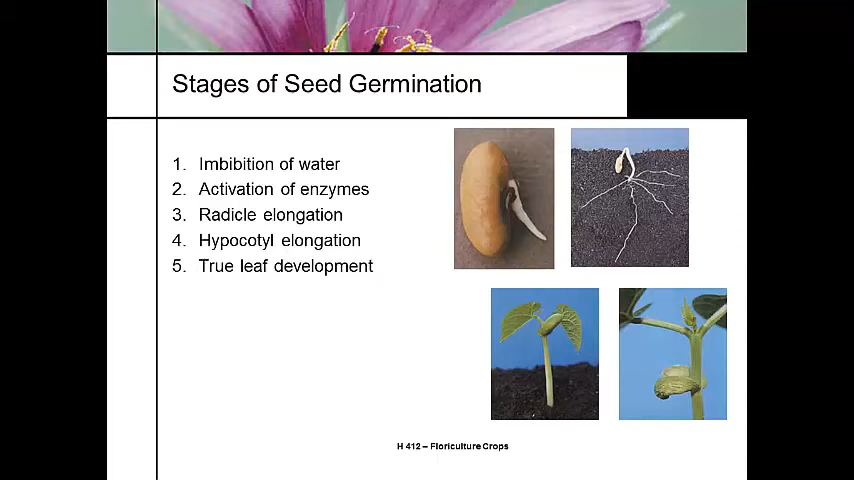 Stages of Seed Germination
1. Imbibition of water
2. Activation of enzymes
3. Radicle elongation
4. Hypocotyl elongation
5. True leaf development
H 412 – Floriculture Crops